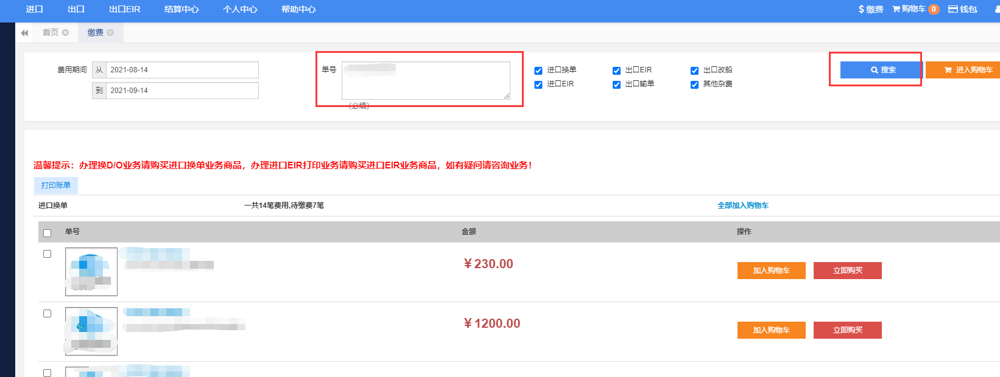 进口 出口 出口EIR 结算中心 个人中心 帮助中心 $ 缴费 购物车 0 钱包
首页 缴费
费用期间 从 2021-08-14 单号 进口换单 出口EIR 出口改船 搜索 进入购物车
进口EIR 出口输单 其他杂费
到 2021-09-14
(必填)
温馨提示：办理换D/O业务请购买进口换单业务商品，办理进口EIR打印业务请购买进口EIR业务商品，如有疑问请咨询业务！
打印账单
进口换单 一共14笔费用,待缴费7笔 全部加入购物车
单号 金额 操作
¥230.00 加入购物车 立即购买
¥1200.00 加入购物车 立即购买